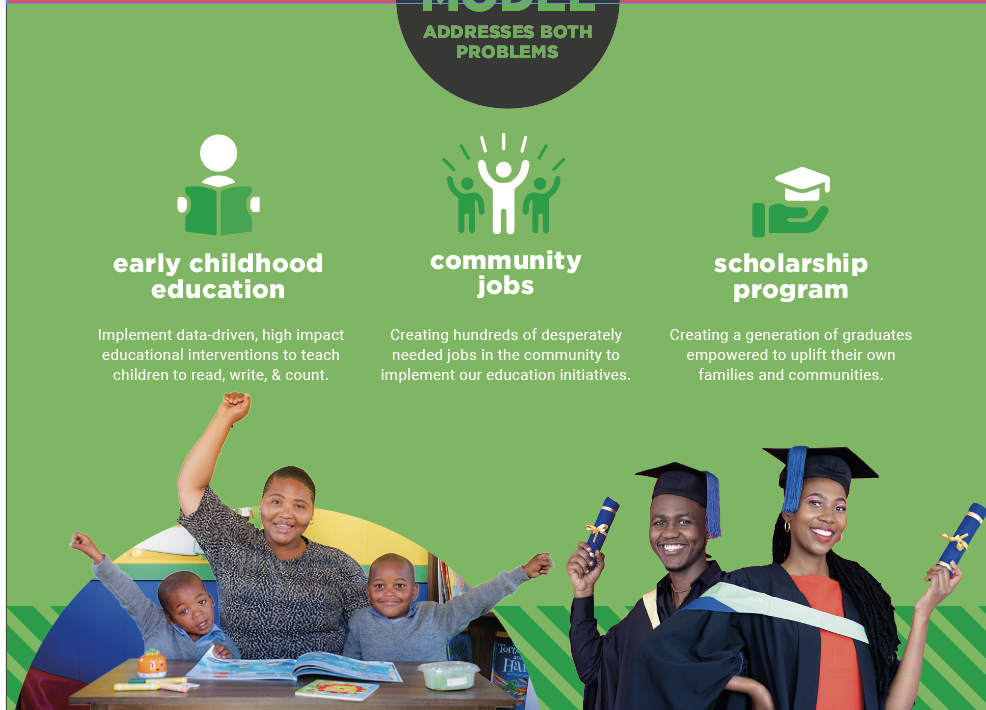 MODEL
ADDRESSES BOTH
PROBLEMS
early childhood
education
community
jobs
scholarship
program
Implement data-driven, high impact
educational interventions to teach
children to read, write, & count.
Creating hundreds of desperately
needed jobs in the community to
implement our education initiatives.
Creating a generation of graduates
empowered to uplift their own
families and communities.